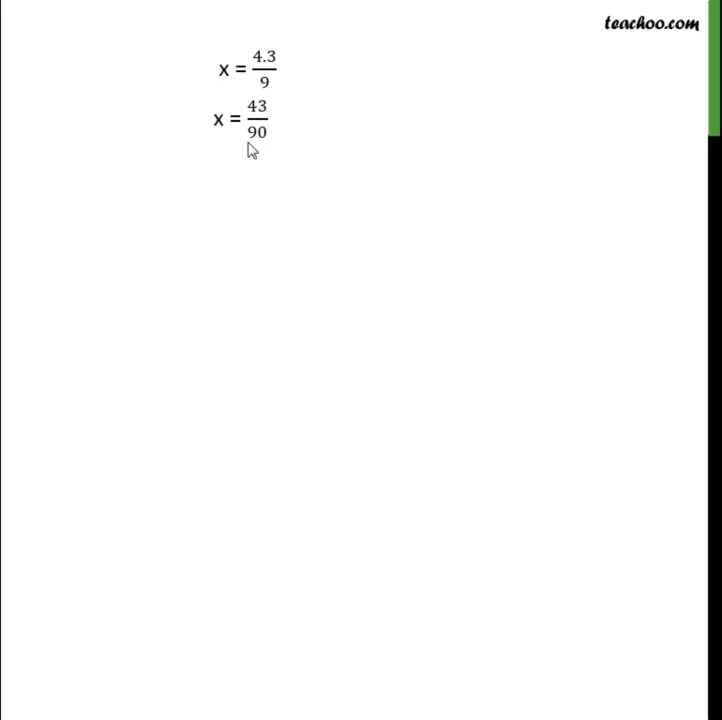 teachoo.com
x = 4.3/9
x = 43/90